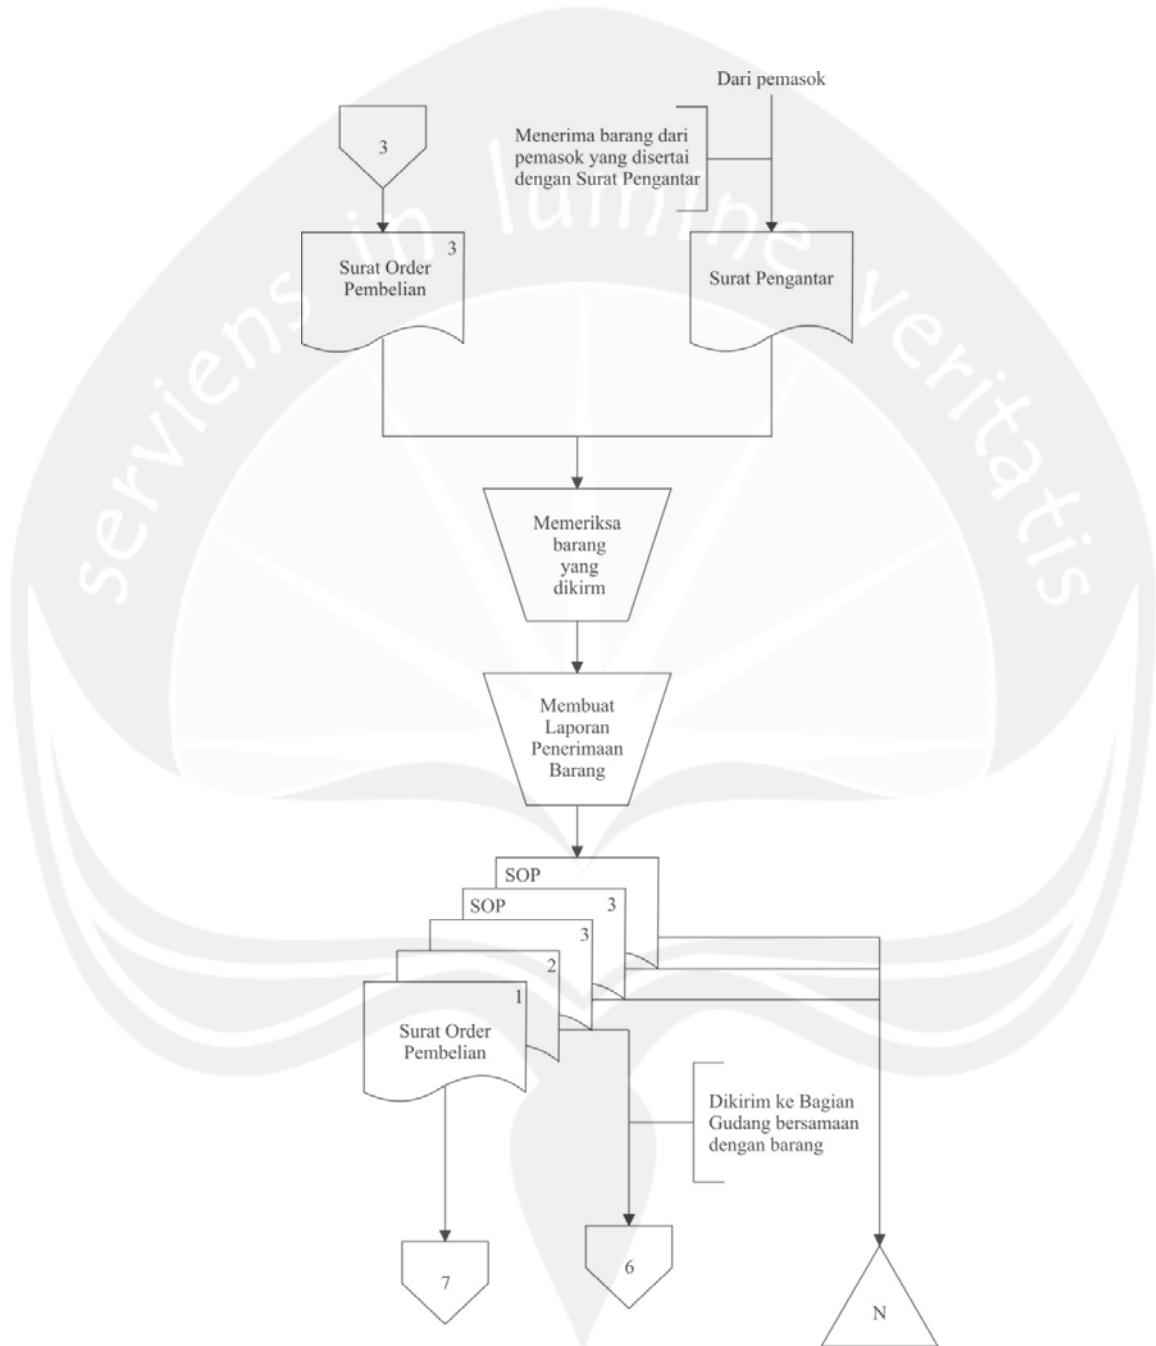 Dari pemasok
3
Menerima barang dari
pemasok yang disertai
dengan Surat Pengantar
serviens in lumine veritatis
3
Surat Order
Pembelian
Surat Pengantar
Memeriksa
barang
yang
dikirm
Membuat
Laporan
Penerimaan
Barang
SOP
SOP
3
3
2
1
Surat Order
Pembelian
Dikirim ke Bagian
Gudang bersamaan
dengan barang
7
6
N